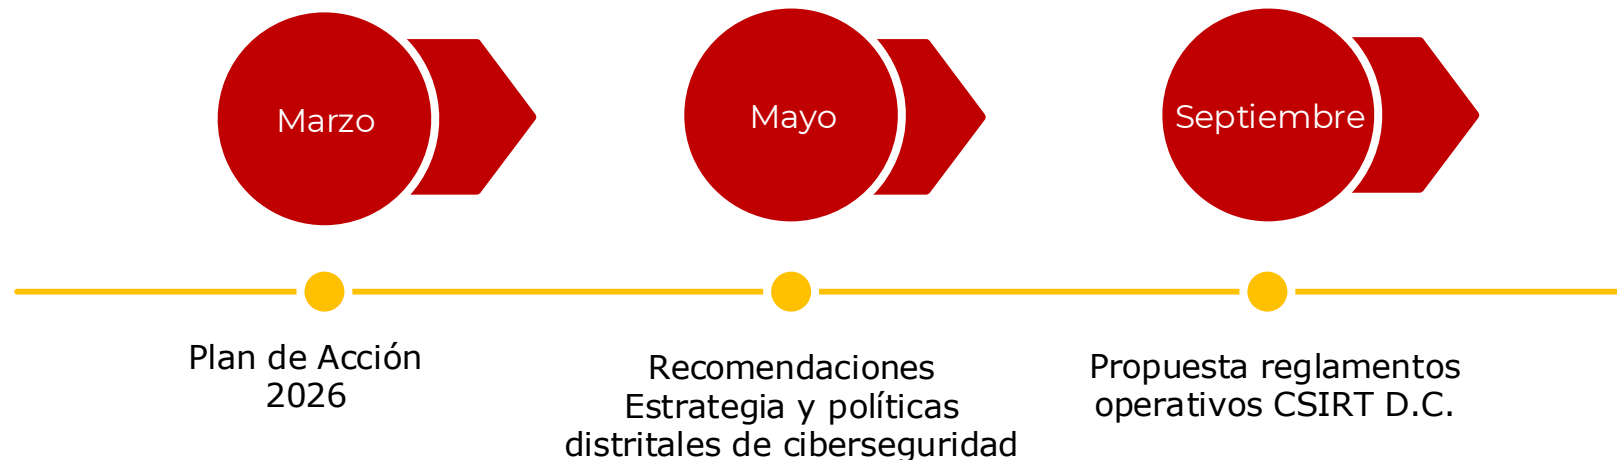 Marzo
Mayo
Septiembre
Plan de Acción
2026
Recomendaciones
Estrategia y políticas
distritales de ciberseguridad
Propuesta reglamentos
operativos CSIRT D.C.